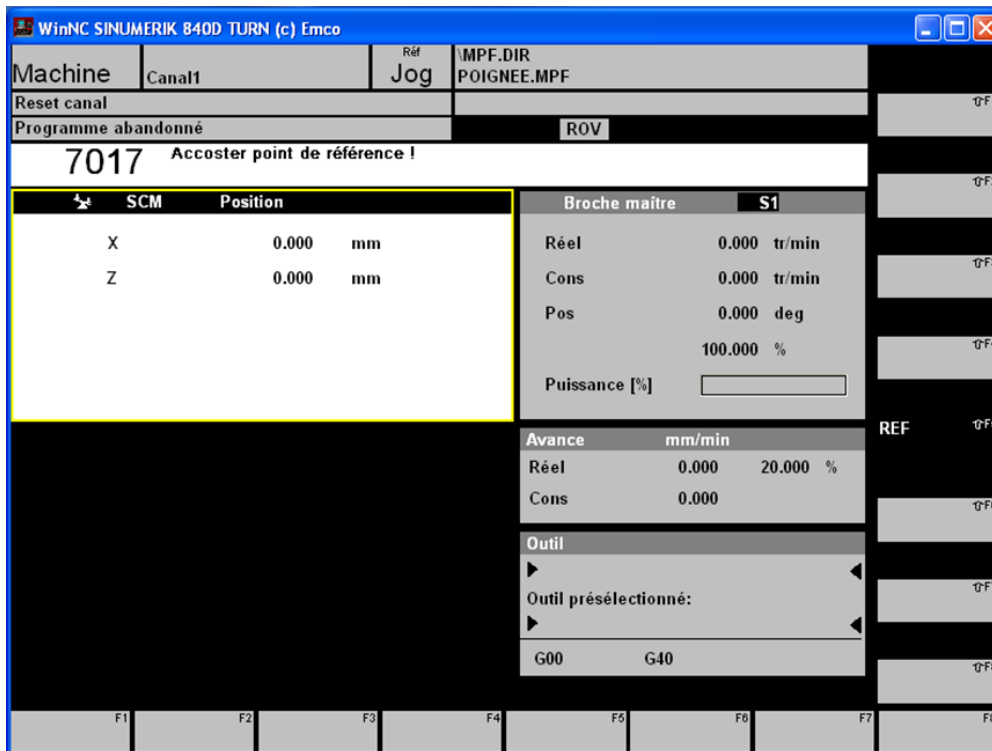 WinNC SINUMERIK 840D TURN (c) Emco
Machine
Canal1
Réf
Jog
\MPF.DIR
POIGNEE.MPF
Reset canal
Programme abandonné
ROV
7017 Accoster point de référence !
SCM Position
X 0.000 mm
Z 0.000 mm
Broche maître S1
Réel 0.000 tr/min
Cons 0.000 tr/min
Pos 0.000 deg
100.000 %
Puissance [%]
Avance mm/min
Réel 0.000 20.000 %
Cons 0.000
Outil
Outil présélectionné:
G00 G40
REF
F1 F2 F3 F4 F5 F6 F7